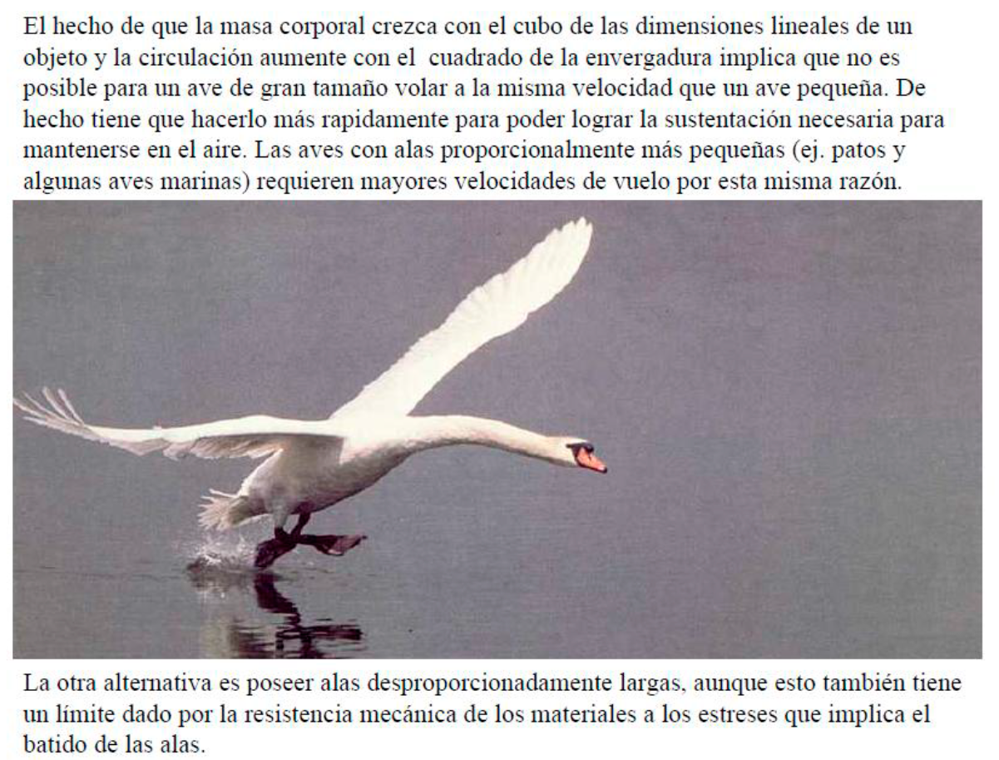 El hecho de que la masa corporal crezca con el cubo de las dimensiones lineales de un
objeto y la circulación aumente con el cuadrado de la envergadura implica que no es
posible para un ave de gran tamaño volar a la misma velocidad que un ave pequeña. De
hecho tiene que hacerlo más rapidamente para poder lograr la sustentación necesaria para
mantenerse en el aire. Las aves con alas proporcionalmente más pequeñas (ej. patos y
algunas aves marinas) requieren mayores velocidades de vuelo por esta misma razón.
La otra alternativa es poseer alas desproporcionadamente largas, aunque esto también tiene
un límite dado por la resistencia mecánica de los materiales a los estreses que implica el
batido de las alas.